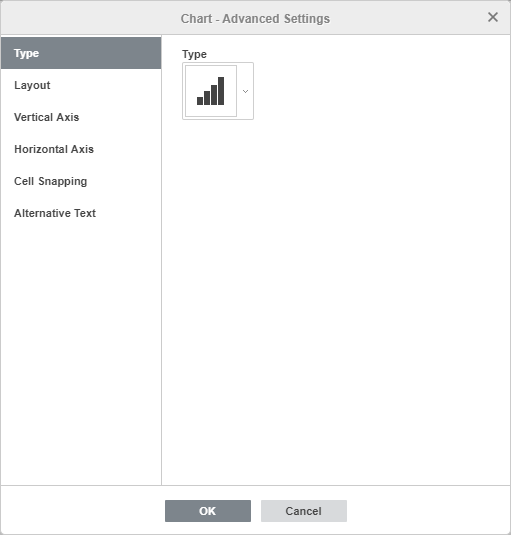 Chart - Advanced Settings
Type
Layout
Vertical Axis
Horizontal Axis
Cell Snapping
Alternative Text
Type
OK
Cancel